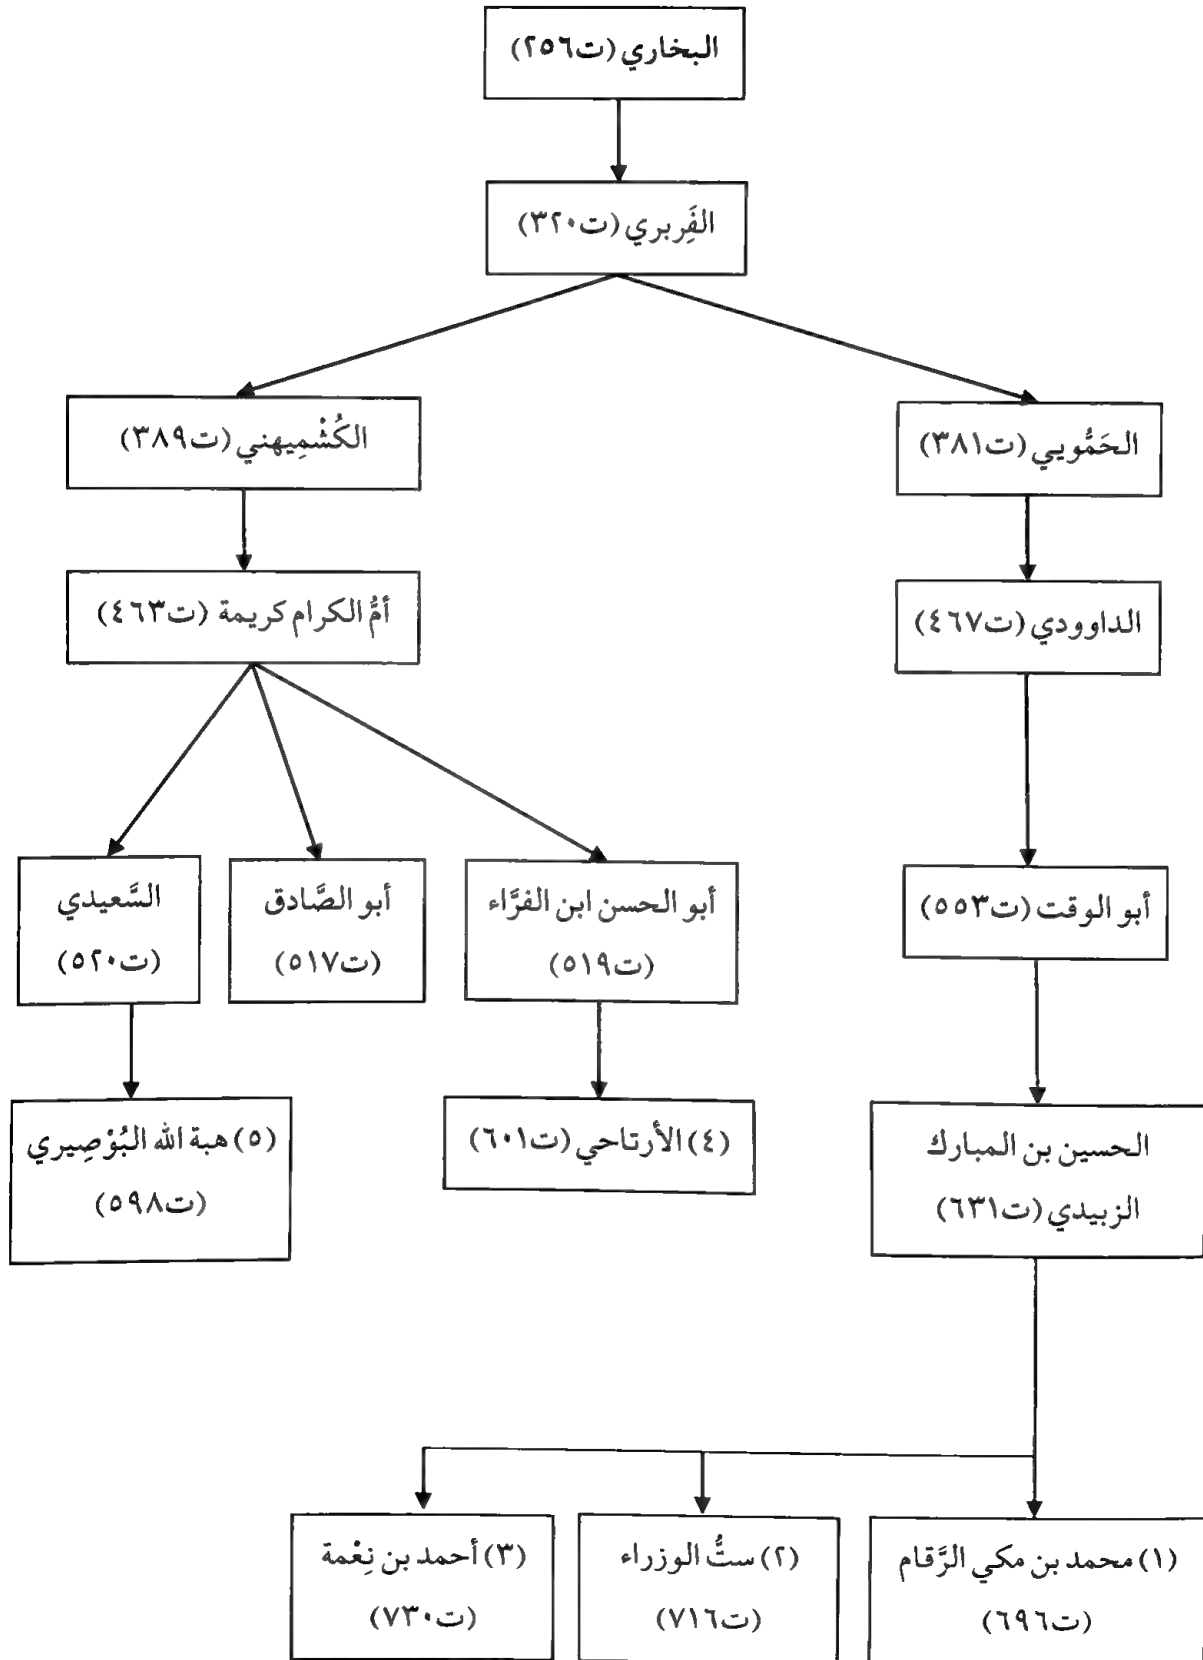 البخاري (ت٢٥٦)
الفَِربري (ت٣٢٠)
الحَمُّويي (ت٣٨١)
الكُشْمِيهني (ت٣٨٩)
الداوودي (ت٤٦٧)
أمُّ الكرام كريمة (ت٤٦٣)
أبو الوقت (ت٥٥٣)
أبو الحسن ابن الفرَّاء
(ت٥١٩)
أبو الصَّادق
(ت٥١٧)
السَّعيدي
(ت٥٢٠)
الحسين بن المبارك
الزبيدي (ت٦٣١)
(٤) الأرتاحي (ت٦٠١)
(٥) هبة الله البُوْصِيري
(ت٥٩٨)
(١) محمد بن مكي الرَّقام
(ت٦٩٦)
(٢) ستُّ الوزراء
(ت٧١٦)
(٣) أحمد بن نِعْمة
(ت٧٣٠)